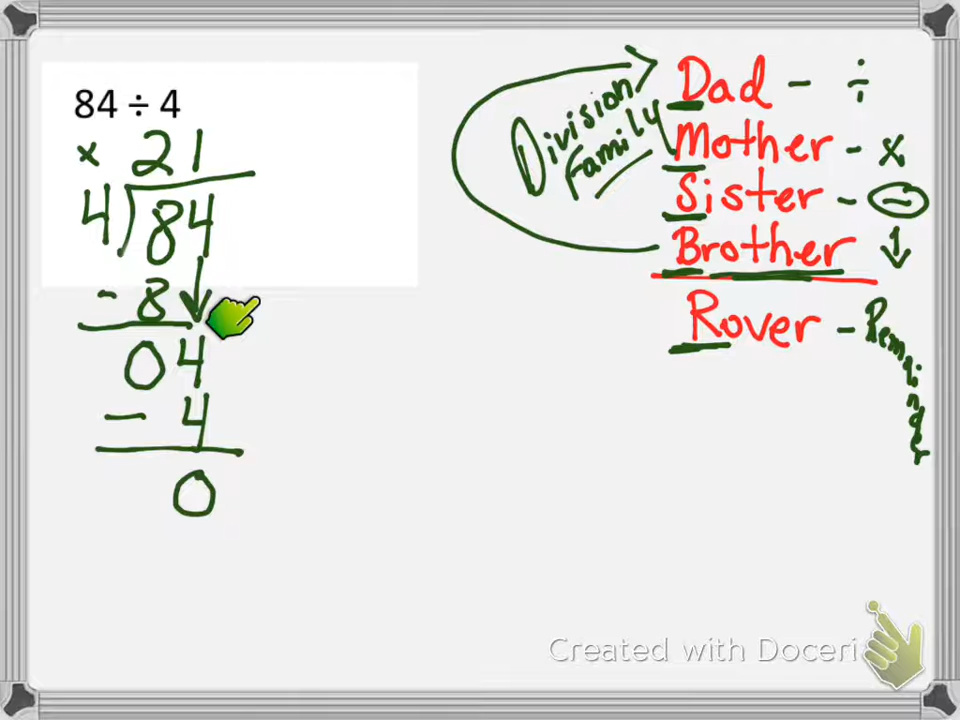 84 ÷ 4
x 21
4)84
- 8
04
- 4
0
Division
Family
Dad - ÷
Mother - x
Sister - -
Brother ↓
Rover - Remainder
Created with Doceri